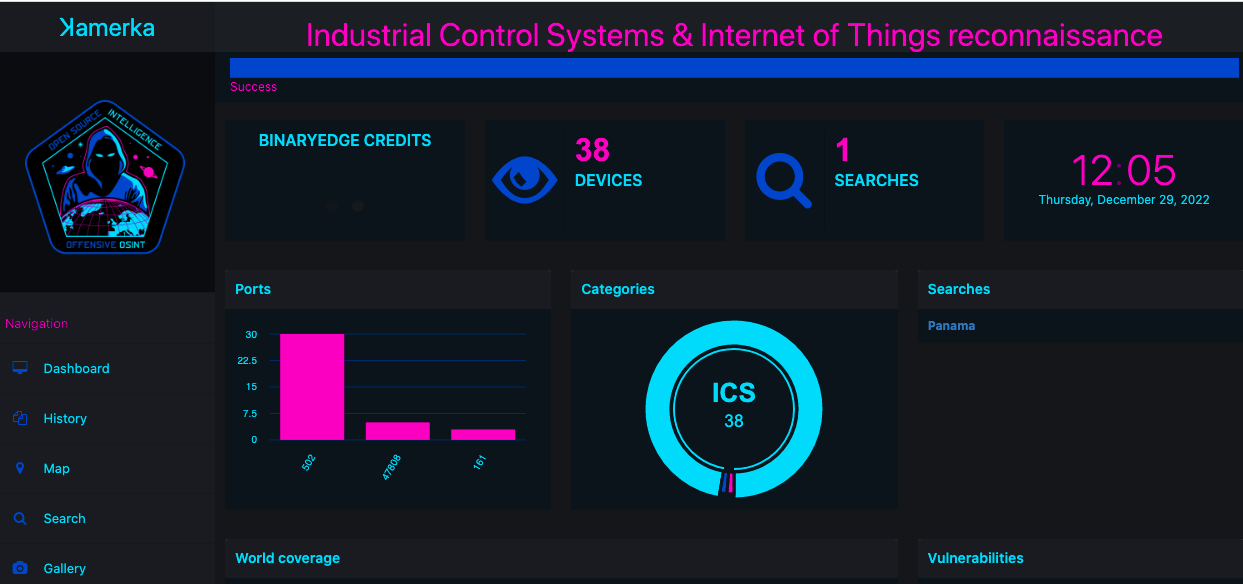 Kamerka
Industrial Control Systems & Internet of Things reconnaissance
Success
OPEN SOURCE INTELLIGENCE
OFFENSIVE OSINT
BINARYEDGE CREDITS
38
DEVICES
1
SEARCHES
12:05
Thursday, December 29, 2022
Navigation
Dashboard
History
Map
Search
Gallery
Ports
30
22.5
15
7.5
0
502
47808
161
Categories
ICS
38
Searches
Panama
World coverage
Vulnerabilities